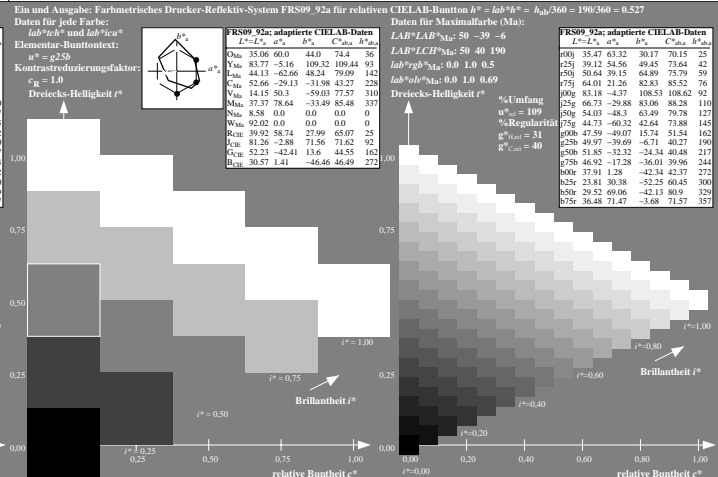 Ein und Ausgabe: Farbmetrisches Drucker-Reflektiv-System FRS09_92a für relativen CIELAB-Buntton h* = lab*h* = hab/360 = 190/360 = 0.527
Daten für jede Farbe:
lab*tch* und lab*icu*
Elementar-Bunttontext:
u* = g25b
Kontrastreduzierungsfaktor:
cR = 1.0
Dreiecks-Helligkeit t*
b*a
a*a
FRS09_92a; adaptierte CIELAB-Daten
L*=L*a a*a b*a C*ab,a h*ab,a
OMa 35.06 60.0 44.0 74.4 36
YMa 83.77 −5.16 109.32 109.44 93
LMa 44.13 −62.66 48.24 79.09 142
CMa 52.66 −29.13 −31.98 43.27 228
VMa 14.15 50.3 −59.03 77.57 310
MMa 37.37 78.64 −33.49 85.48 337
NMa 8.58 0.0 0.0 0.0 0
WMa 92.02 0.0 0.0 0.0 0
RCIE 39.92 58.74 27.99 65.07 25
JCIE 81.26 −2.88 71.56 71.62 92
GCIE 52.23 −42.41 13.6 44.55 162
BCIE 30.57 1.41 −46.46 46.49 272
1,00
0,75
0,50
0,25
0,00
i* = 1,00
i* = 0,75
Brillantheit i*
i* = 0,50
i* = 0,25
0,25 0,50 0,75 1,00
relative Buntheit c*
Daten für Maximalfarbe (Ma):
LAB*LAB*Ma: 50 −39 −6
LAB*LCH*Ma: 50 40 190
lab*rgb*Ma: 0.0 1.0 0.5
lab*olv*Ma: 0.0 1.0 0.69
Dreiecks-Helligkeit t*
%Umfang
u*rel = 109
%Regularität
g*H,rel = 31
g*C,rel = 40
FRS09_92a; adaptierte CIELAB-Daten
L*=L*a a*a b*a C*ab,a h*ab,a
r00j 35.47 63.32 30.17 70.15 25
r25j 39.12 54.56 49.45 73.64 42
r50j 50.64 39.15 64.89 75.79 59
r75j 64.01 21.26 82.83 85.52 76
j00g 83.18 −4.37 108.53 108.62 92
j25g 66.73 −29.88 83.06 88.28 110
j50g 54.03 −48.3 63.49 79.78 127
j75g 44.73 −60.32 42.64 73.88 145
g00b 47.59 −49.07 15.74 51.54 162
g25b 49.97 −39.69 −6.71 40.27 190
g50b 51.85 −32.32 −24.34 40.48 217
g75b 46.92 −17.28 −36.01 39.96 244
b00r 37.91 1.28 −42.34 42.37 272
b25r 23.81 30.38 −52.25 60.45 300
b50r 29.52 69.06 −42.13 80.9 329
b75r 36.48 71.47 −3.68 71.57 357
1,00
0,75
0,50
0,25
0,00
i*=1,00
i*=0,80
Brillantheit i*
i*=0,60
i*=0,40
i*=0,20
i*=0,00
0,00 0,20 0,40 0,60 0,80 1,00
relative Buntheit c*